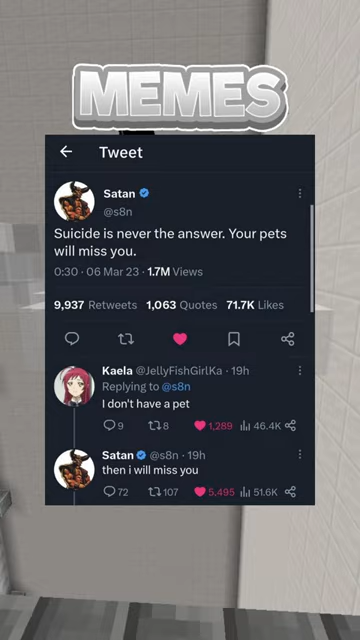 MEMES
Tweet
Satan
@s8n
Suicide is never the answer. Your pets
will miss you.
0:30 · 06 Mar 23 · 1.7M Views
9,937 Retweets 1,063 Quotes 71.7K Likes
Kaela @JellyFishGirlKa · 19h
Replying to @s8n
I don't have a pet
9 8 1,289 46.4K
Satan @s8n · 19h
then i will miss you
72 107 5,495 51.6K